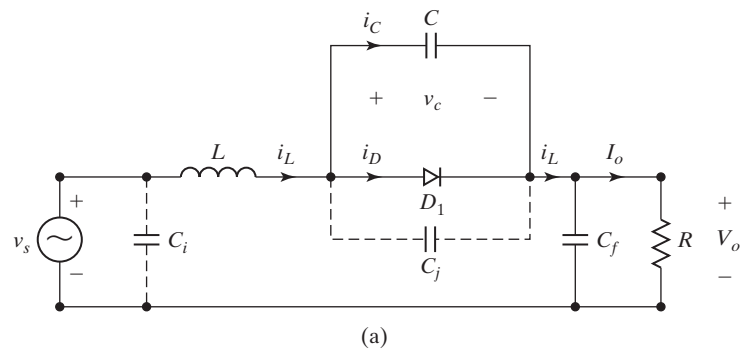 i_C C
+ v_c −
L i_L i_D i_L I_o
D_1
+ v_s − C_i C_j C_f R + V_o −
(a)